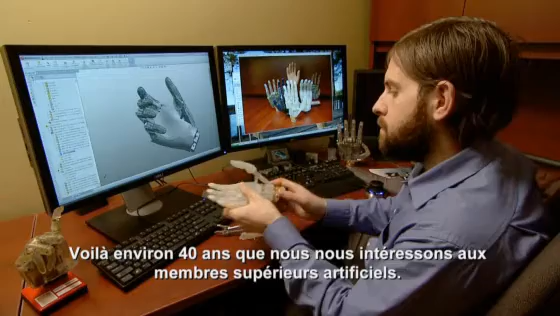 Voilà environ 40 ans que nous nous intéressons aux
membres supérieurs artificiels.